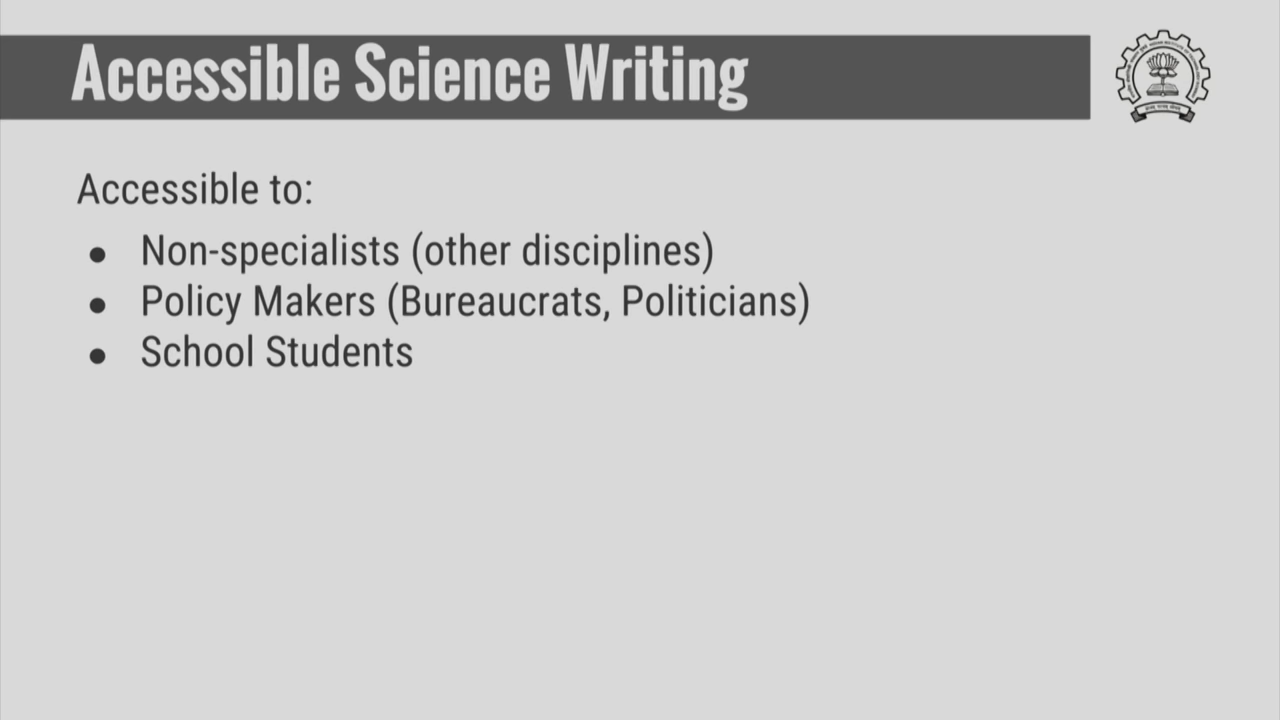 Accessible Science Writing
Accessible to:
● Non-specialists (other disciplines)
● Policy Makers (Bureaucrats, Politicians)
● School Students